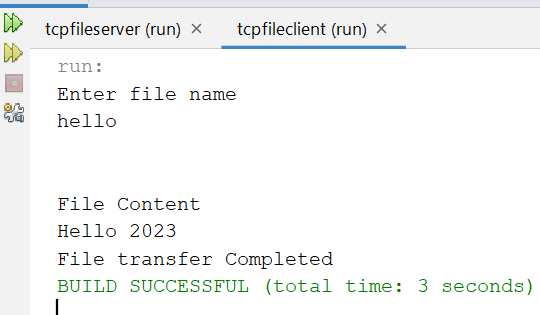 tcpfileserver (run) × tcpfileclient (run) ×
run:
Enter file name
hello
File Content
Hello 2023
File transfer Completed
BUILD SUCCESSFUL (total time: 3 seconds)